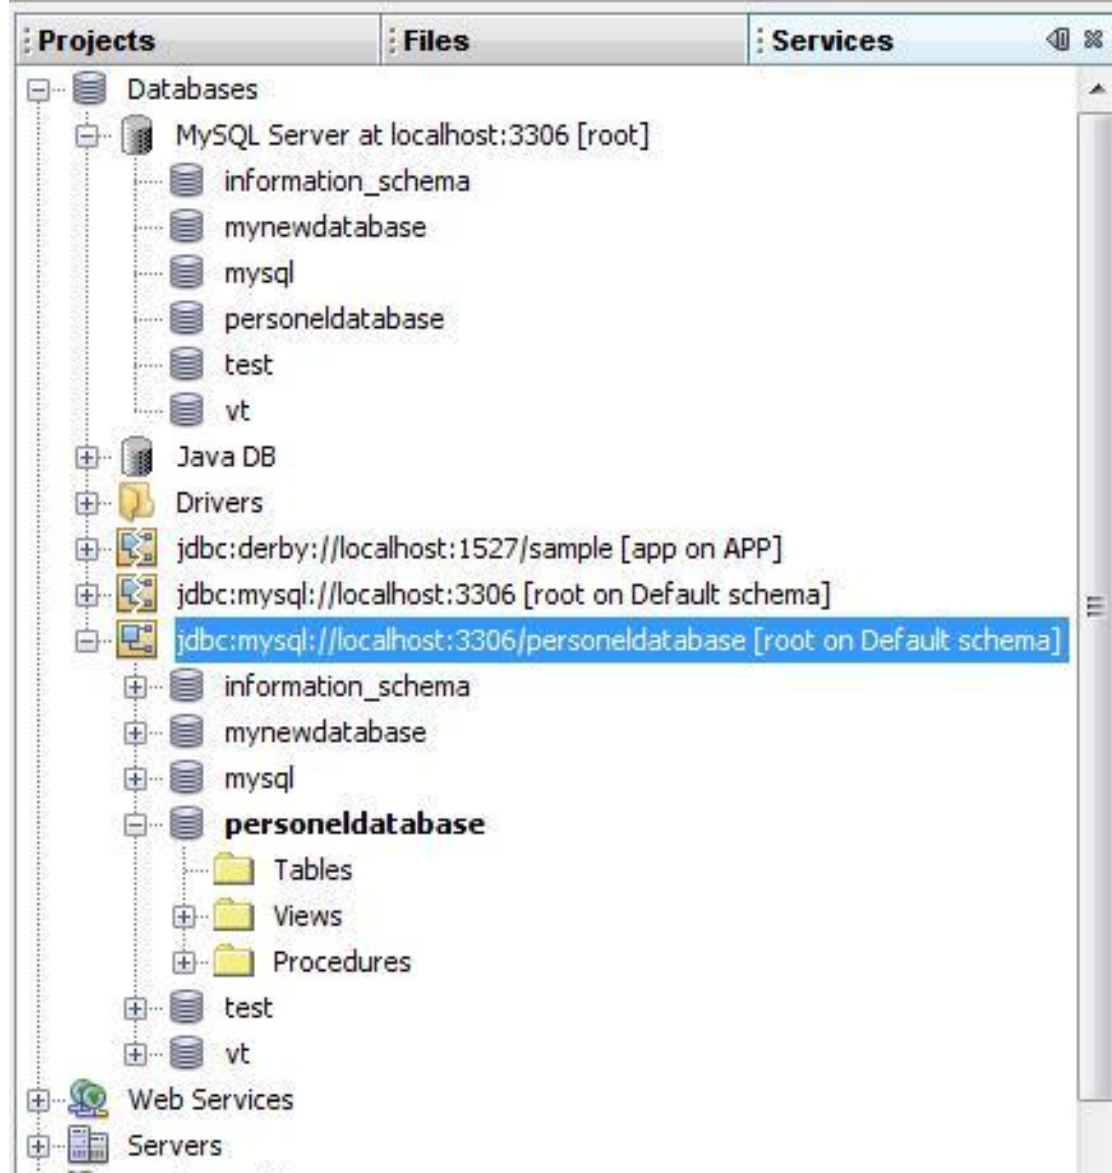 Projects Files Services
Databases
MySQL Server at localhost:3306 [root]
information_schema
mynewdatabase
mysql
personeldatabase
test
vt
Java DB
Drivers
jdbc:derby://localhost:1527/sample [app on APP]
jdbc:mysql://localhost:3306 [root on Default schema]
jdbc:mysql://localhost:3306/personeldatabase [root on Default schema]
information_schema
mynewdatabase
mysql
personeldatabase
Tables
Views
Procedures
test
vt
Web Services
Servers